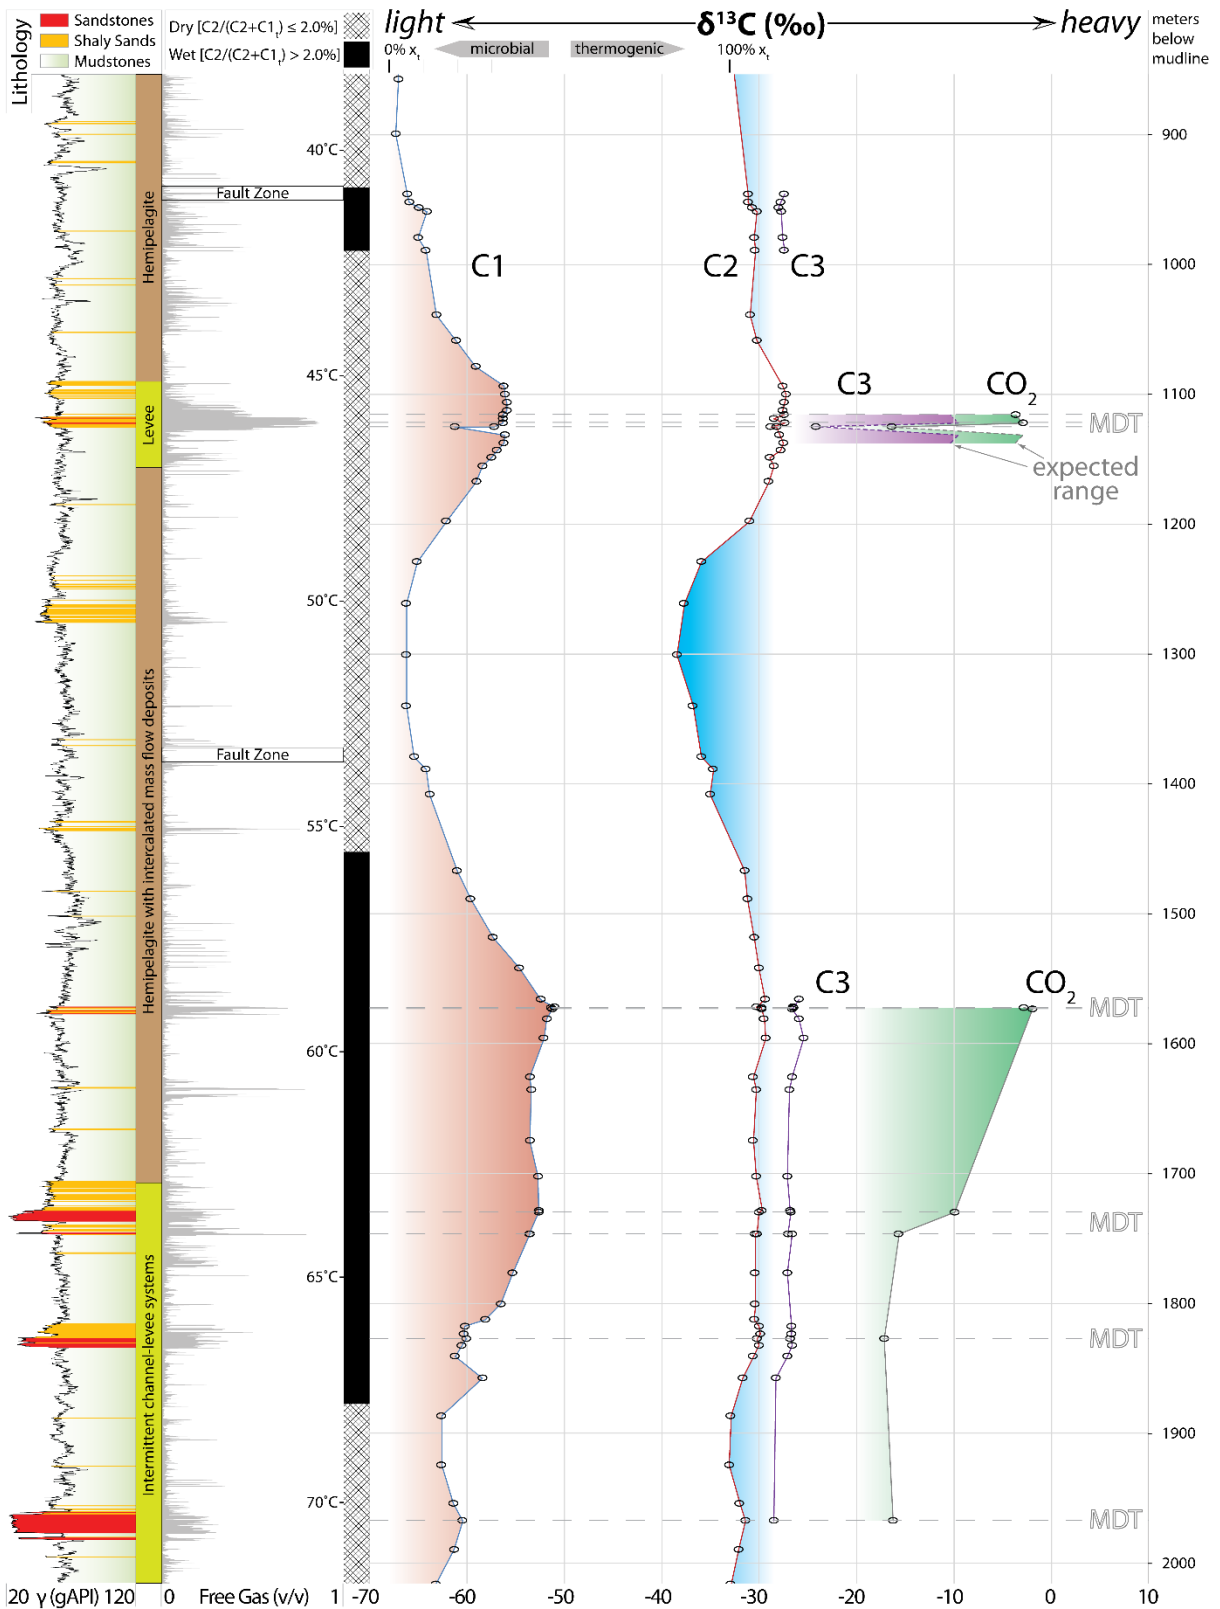 Lithology
Sandstones
Shaly Sands
Mudstones
Dry [C2/(C2+C1t) ≤ 2.0%]
Wet [C2/(C2+C1t) > 2.0%]
light
δ¹³C (‰)
heavy
meters
below
mudline
microbial
thermogenic
0% xt
100% xt
900
40°C
Fault Zone
Hemipelagite
C1
C2
C3
1000
45°C
C3
CO2
1100
MDT
Levee
expected
range
1200
50°C
1300
Fault Zone
1400
55°C
Hemipelagite with intercalated mass flow deposits
1500
C3
CO2
MDT
1600
60°C
1700
MDT
65°C
1800
MDT
Intermittent channel-levee systems
1900
70°C
MDT
2000
20 γ (gAPI) 120
0 Free Gas (v/v) 1
-70 -60 -50 -40 -30 -20 -10 0 10